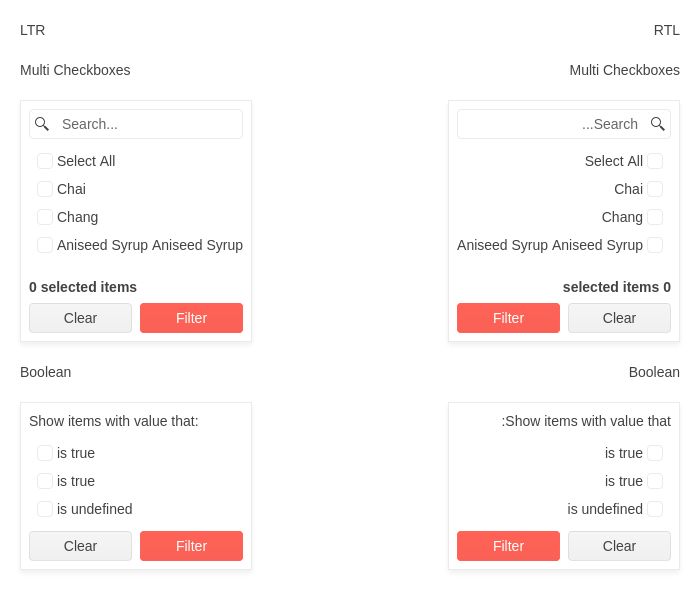 LTR
RTL
Multi Checkboxes
Multi Checkboxes
Search...
Select All
Chai
Chang
Aniseed Syrup Aniseed Syrup
0 selected items
Clear
Filter
...Search
Select All
Chai
Chang
Aniseed Syrup Aniseed Syrup
selected items 0
Filter
Clear
Boolean
Boolean
Show items with value that:
is true
is true
is undefined
Clear
Filter
:Show items with value that
is true
is true
is undefined
Filter
Clear